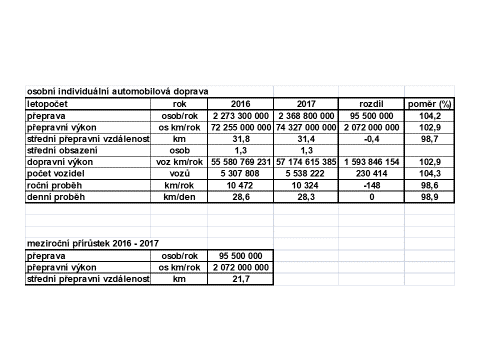 osobní individuální automobilová doprava
letopočet rok 2016 2017 rozdíl poměr (%)
přeprava osob/rok 2 273 300 000 2 368 800 000 95 500 000 104,2
přepravní výkon os km/rok 72 255 000 000 74 327 000 000 2 072 000 000 102,9
střední přepravní vzdálenost km 31,8 31,4 -0,4 98,7
střední obsazení osob 1,3 1,3
dopravní výkon voz km/rok 55 580 769 231 57 174 615 385 1 593 846 154 102,9
počet vozidel vozů 5 307 808 5 538 222 230 414 104,3
roční proběh km/rok 10 472 10 324 -148 98,6
denní proběh km/den 28,6 28,3 0 98,9
meziroční přírůstek 2016 - 2017
přeprava osob/rok 95 500 000
přepravní výkon os km/rok 2 072 000 000
střední přepravní vzdálenost km 21,7